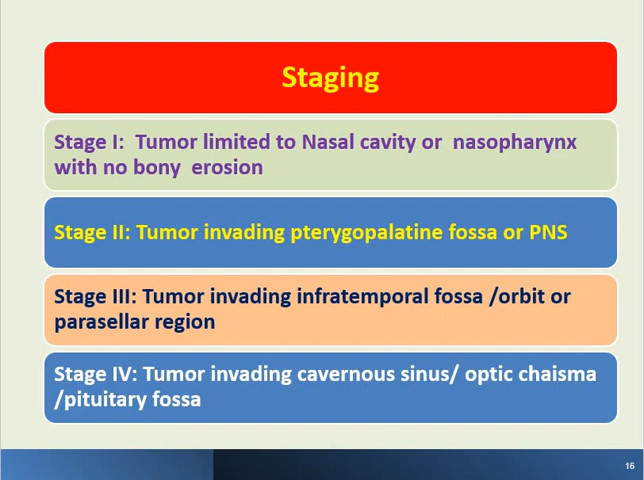 Staging
Stage I:  Tumor limited to Nasal cavity or  nasopharynx
with no bony  erosion
Stage II: Tumor invading pterygopalatine fossa or PNS
Stage III: Tumor invading infratemporal fossa /orbit or
parasellar region
Stage IV: Tumor invading cavernous sinus/ optic chaisma
/pituitary fossa
16